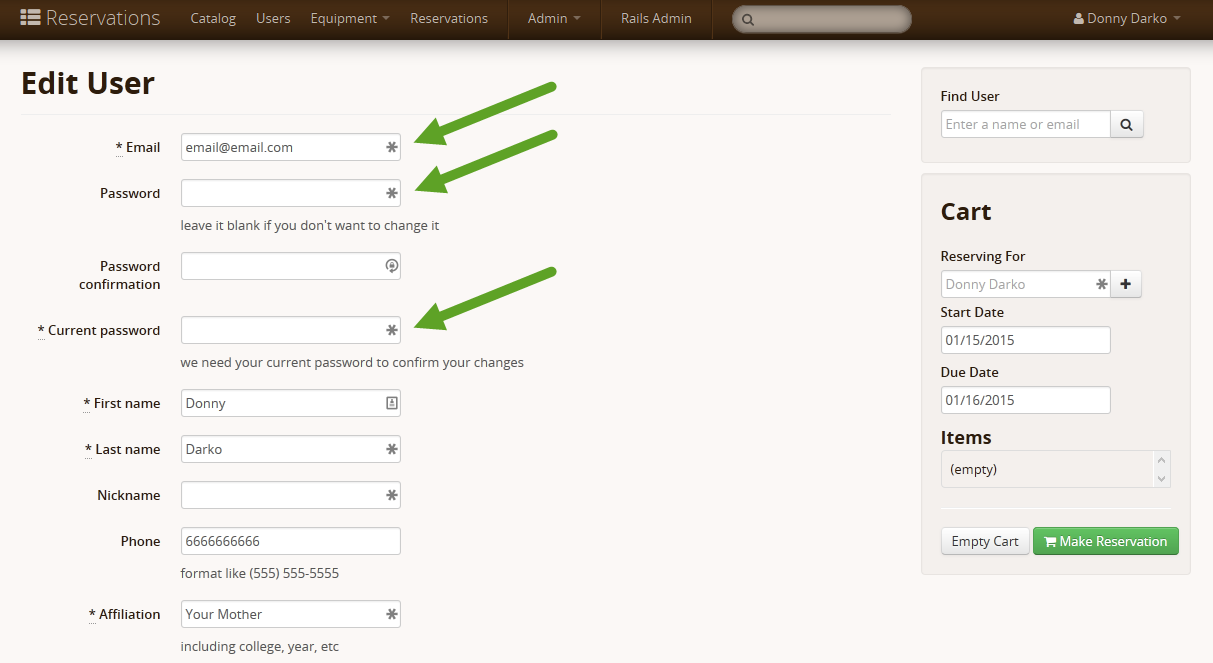 Reservations Catalog Users Equipment Reservations Admin Rails Admin Donny Darko
Edit User
* Email email@email.com
Password
leave it blank if you don't want to change it
Password
confirmation
* Current password
we need your current password to confirm your changes
* First name Donny
* Last name Darko
Nickname
Phone 6666666666
format like (555) 555-5555
* Affiliation Your Mother
including college, year, etc
Find User
Enter a name or email
Cart
Reserving For
Donny Darko
Start Date
01/15/2015
Due Date
01/16/2015
Items
(empty)
Empty Cart Make Reservation